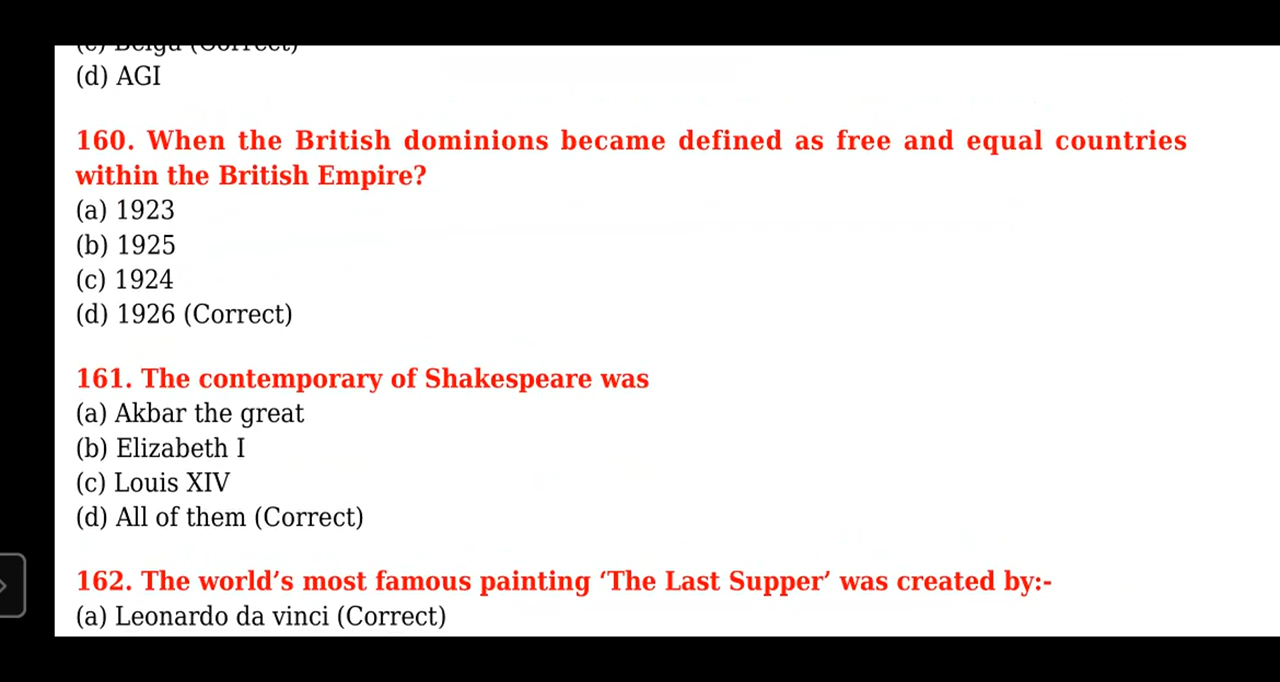 (d) AGI
160. When the British dominions became defined as free and equal countries
within the British Empire?
(a) 1923
(b) 1925
(c) 1924
(d) 1926 (Correct)
161. The contemporary of Shakespeare was
(a) Akbar the great
(b) Elizabeth I
(c) Louis XIV
(d) All of them (Correct)
162. The world’s most famous painting ‘The Last Supper’ was created by:-
(a) Leonardo da vinci (Correct)